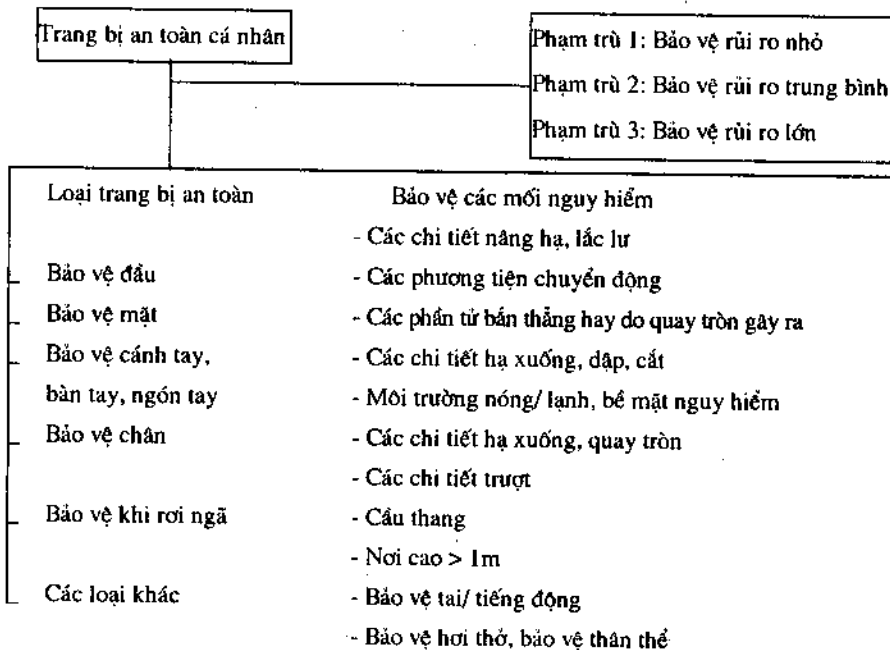 Trang bị an toàn cá nhân
Phạm trù 1: Bảo vệ rủi ro nhỏ
Phạm trù 2: Bảo vệ rủi ro trung bình
Phạm trù 3: Bảo vệ rủi ro lớn
Loại trang bị an toàn Bảo vệ các mối nguy hiểm
- Các chi tiết nâng hạ, lắc lư
Bảo vệ đầu - Các phương tiện chuyển động
Bảo vệ mặt - Các phần tử bắn thẳng hay do quay tròn gây ra
Bảo vệ cánh tay, - Các chi tiết hạ xuống, dập, cắt
bàn tay, ngón tay - Môi trường nóng/ lạnh, bề mặt nguy hiểm
Bảo vệ chân - Các chi tiết hạ xuống, quay tròn
- Các chi tiết trượt
Bảo vệ khi rơi ngã - Cầu thang
- Nơi cao > 1m
Các loại khác - Bảo vệ tai/ tiếng động
- Bảo vệ hơi thở, bảo vệ thân thể